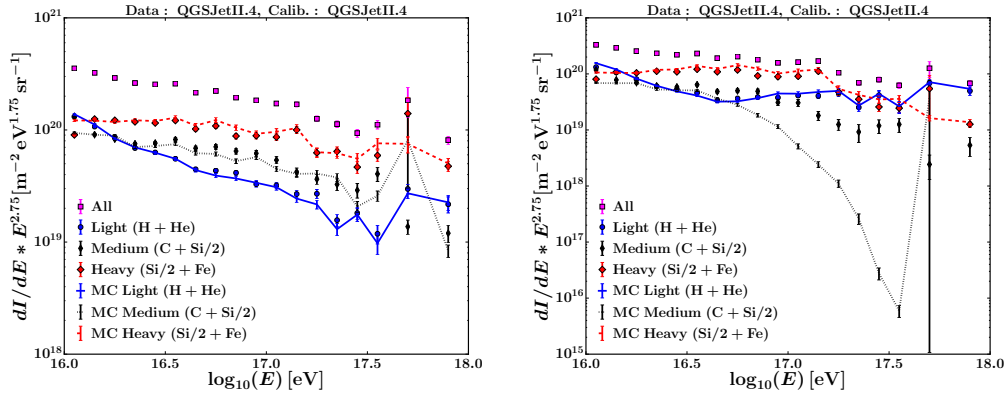 Data : QGSJetII.4, Calib. : QGSJetII.4
dI/dE * E^2.75 [m^−2 eV^1.75 sr^−1]
10^21
10^20
10^19
10^18
All
Light (H + He)
Medium (C + Si/2)
Heavy (Si/2 + Fe)
MC Light (H + He)
MC Medium (C + Si/2)
MC Heavy (Si/2 + Fe)
16.0 16.5 17.0 17.5 18.0
log10(E) [eV]
Data : QGSJetII.4, Calib. : QGSJetII.4
dI/dE * E^2.75 [m^−2 eV^1.75 sr^−1]
10^21
10^20
10^19
10^18
10^17
10^16
10^15
All
Light (H + He)
Medium (C + Si/2)
Heavy (Si/2 + Fe)
MC Light (H + He)
MC Medium (C + Si/2)
MC Heavy (Si/2 + Fe)
16.0 16.5 17.0 17.5 18.0
log10(E) [eV]